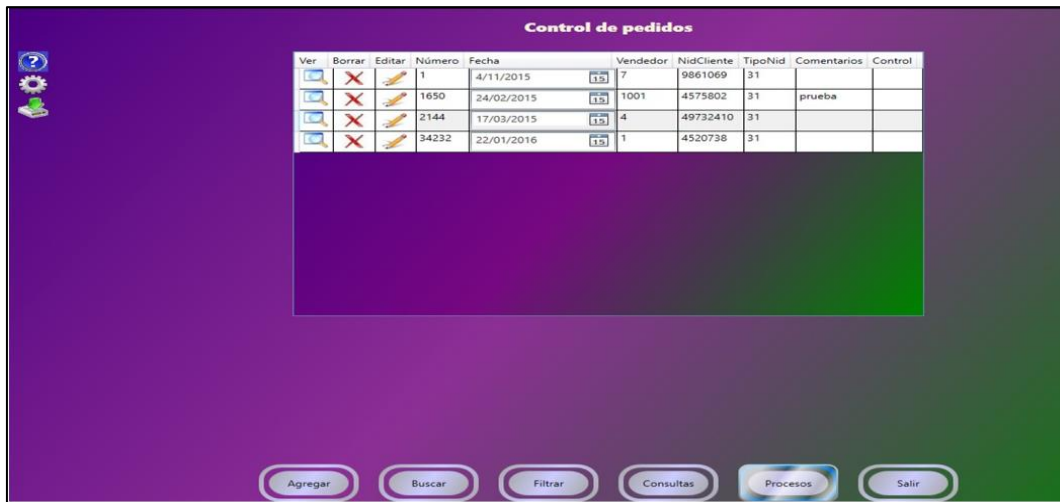 Control de pedidos
?
Ver Borrar Editar Número Fecha Vendedor NidCliente TipoNid Comentarios Control
1 4/11/2015 15 7 9861069 31
1650 24/02/2015 15 1001 4575802 31 prueba
2144 17/03/2015 15 4 49732410 31
34232 22/01/2016 15 1 4520738 31
Agregar Buscar Filtrar Consultas Procesos Salir